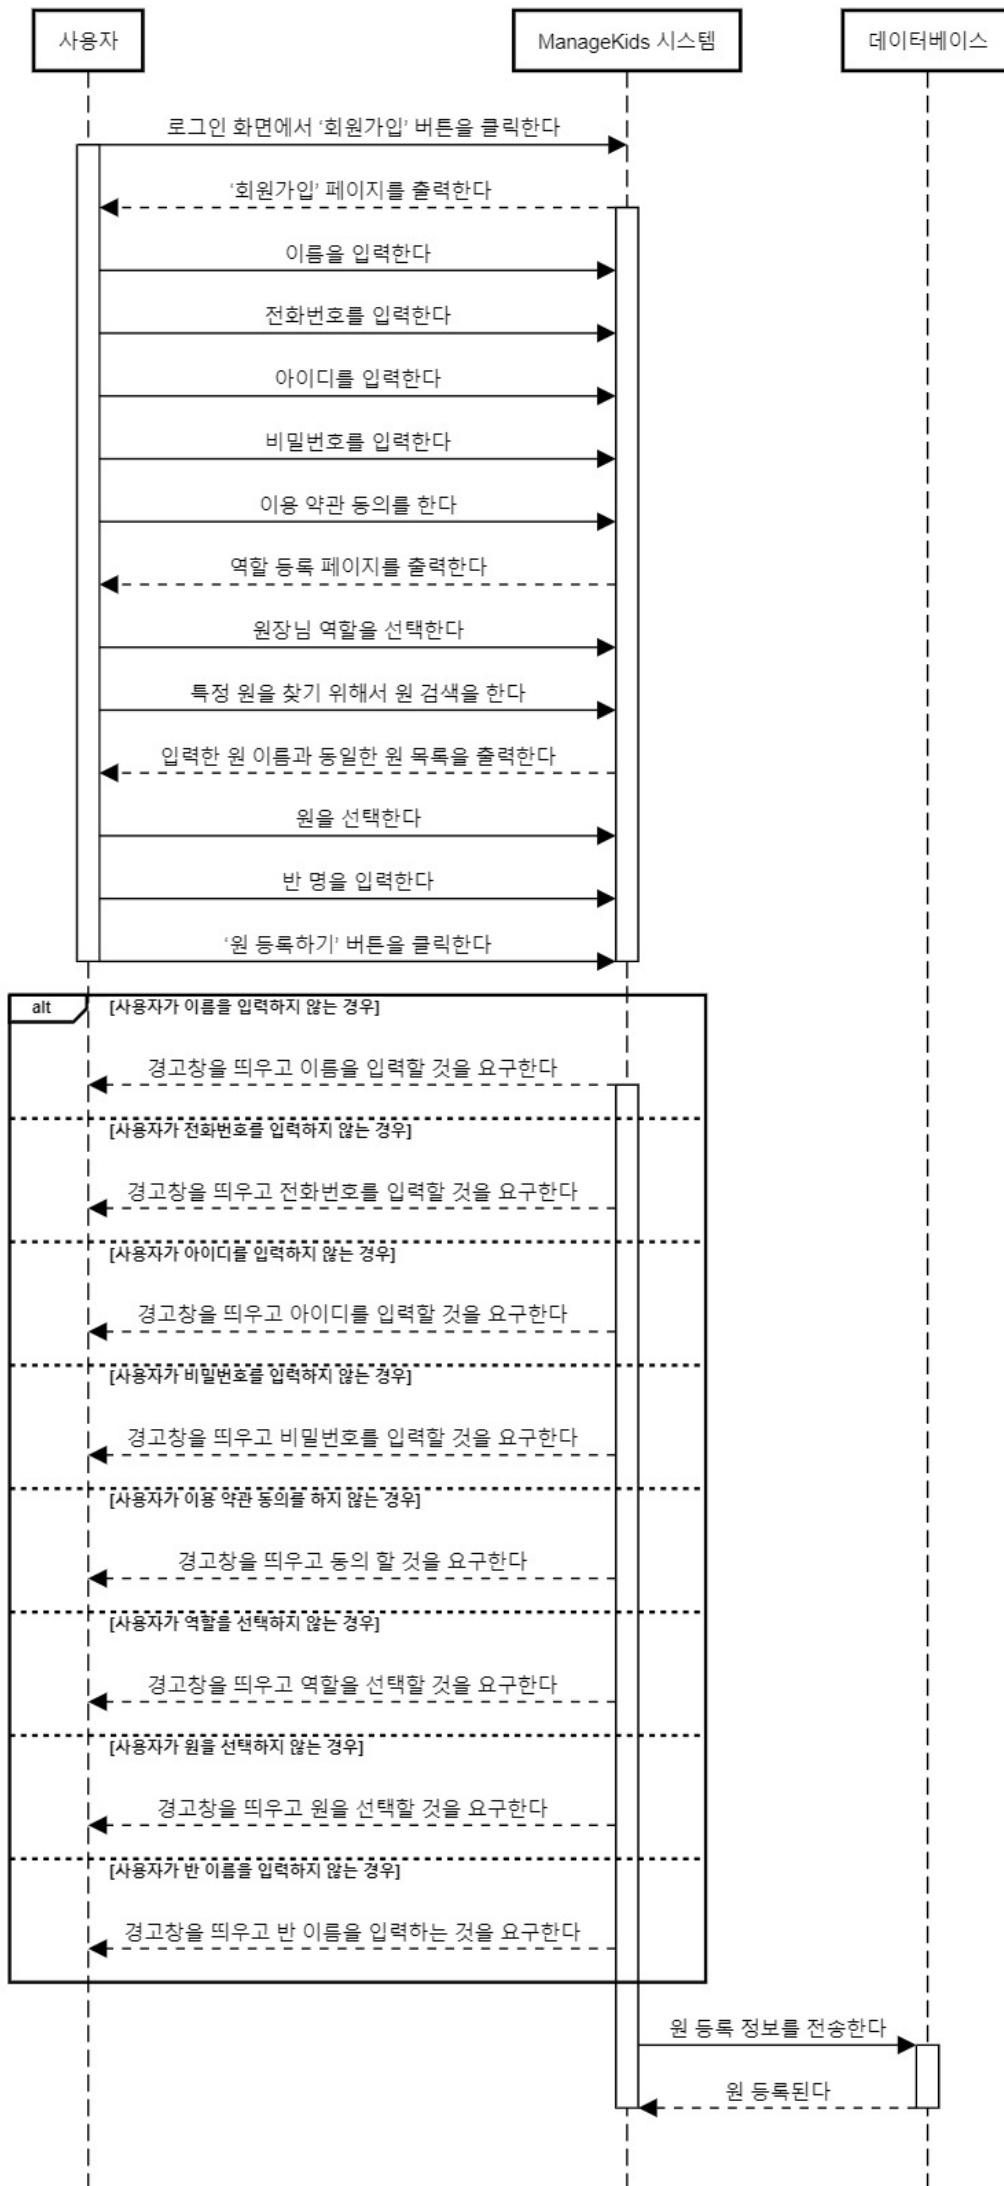 사용자
ManageKids 시스템
데이터베이스
로그인 화면에서 ‘회원가입’ 버튼을 클릭한다
‘회원가입’ 페이지를 출력한다
이름을 입력한다
전화번호를 입력한다
아이디를 입력한다
비밀번호를 입력한다
이용 약관 동의를 한다
역할 등록 페이지를 출력한다
원장님 역할을 선택한다
특정 원을 찾기 위해서 원 검색을 한다
입력한 원 이름과 동일한 원 목록을 출력한다
원을 선택한다
반 명을 입력한다
‘원 등록하기’ 버튼을 클릭한다
alt
[사용자가 이름을 입력하지 않는 경우]
경고창을 띄우고 이름을 입력할 것을 요구한다
[사용자가 전화번호를 입력하지 않는 경우]
경고창을 띄우고 전화번호를 입력할 것을 요구한다
[사용자가 아이디를 입력하지 않는 경우]
경고창을 띄우고 아이디를 입력할 것을 요구한다
[사용자가 비밀번호를 입력하지 않는 경우]
경고창을 띄우고 비밀번호를 입력할 것을 요구한다
[사용자가 이용 약관 동의를 하지 않는 경우]
경고창을 띄우고 동의 할 것을 요구한다
[사용자가 역할을 선택하지 않는 경우]
경고창을 띄우고 역할을 선택할 것을 요구한다
[사용자가 원을 선택하지 않는 경우]
경고창을 띄우고 원을 선택할 것을 요구한다
[사용자가 반 이름을 입력하지 않는 경우]
경고창을 띄우고 반 이름을 입력하는 것을 요구한다
원 등록 정보를 전송한다
원 등록된다